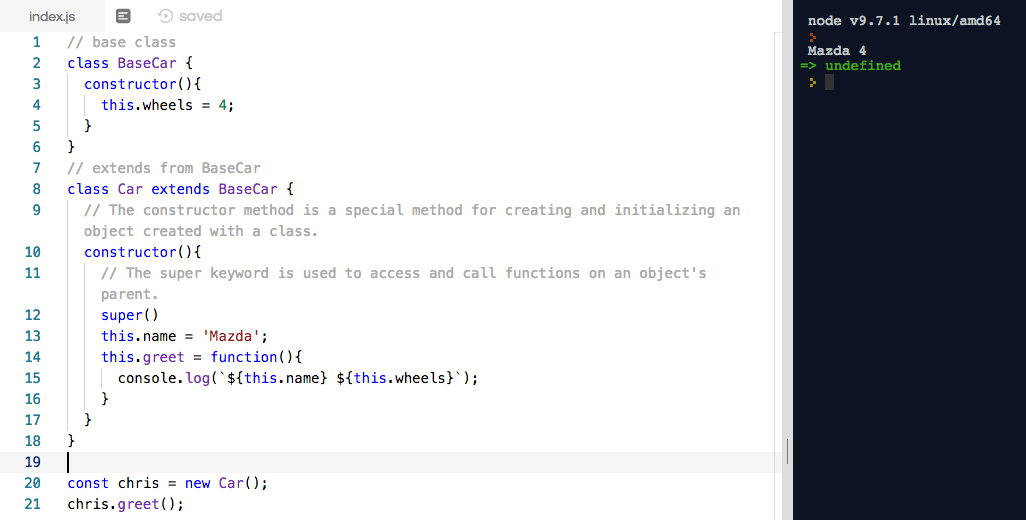 index.js saved
1 // base class
2 class BaseCar {
3 constructor(){
4 this.wheels = 4;
5 }
6 }
7 // extends from BaseCar
8 class Car extends BaseCar {
9 // The constructor method is a special method for creating and initializing an
object created with a class.
10 constructor(){
11 // The super keyword is used to access and call functions on an object's
parent.
12 super()
13 this.name = 'Mazda';
14 this.greet = function(){
15 console.log(`${this.name} ${this.wheels}`);
16 }
17 }
18 }
19
20 const chris = new Car();
21 chris.greet();
node v9.7.1 linux/amd64
Mazda 4
=> undefined